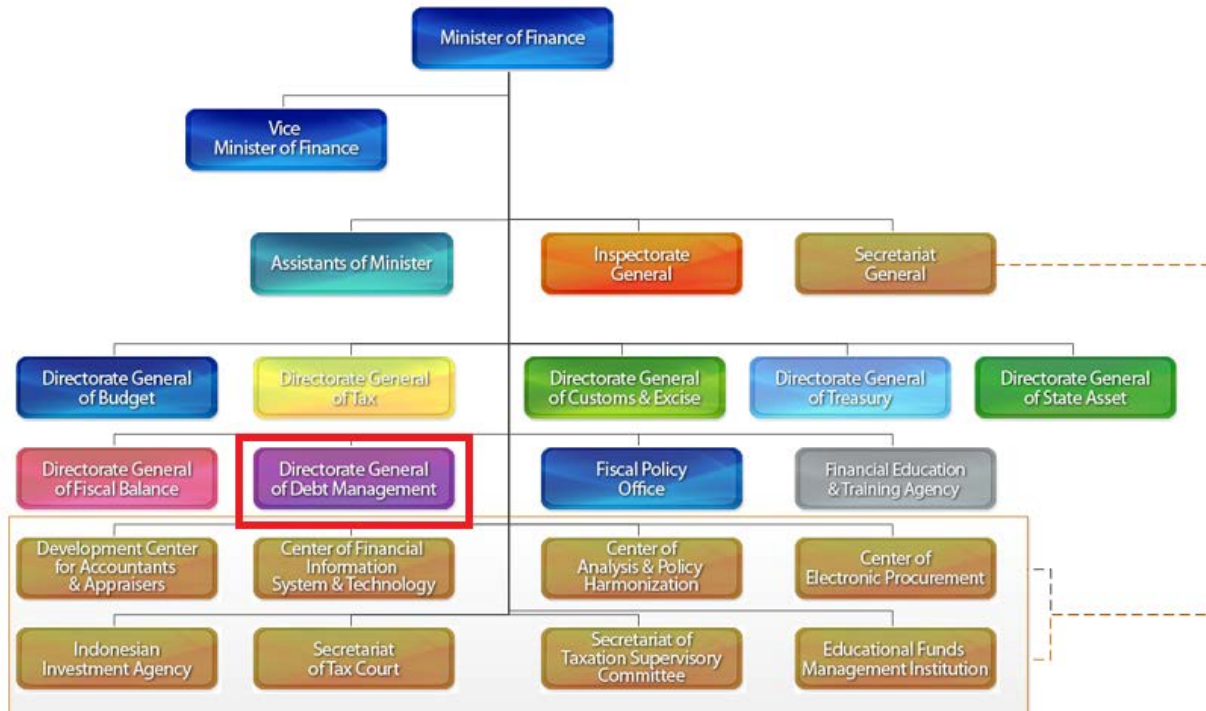 Minister of Finance
Vice
Minister of Finance
Assistants of Minister
Inspectorate
General
Secretariat
General
Directorate General
of Budget
Directorate General
of Tax
Directorate General
of Customs & Excise
Directorate General
of Treasury
Directorate General
of State Asset
Directorate General
of Fiscal Balance
Directorate General
of Debt Management
Fiscal Policy
Office
Financial Education
& Training Agency
Development Center
for Accountants
& Appraisers
Center of Financial
Information
System & Technology
Center of
Analysis & Policy
Harmonization
Center of
Electronic Procurement
Indonesian
Investment Agency
Secretariat
of Tax Court
Secretariat of
Taxation Supervisory
Committee
Educational Funds
Management Institution